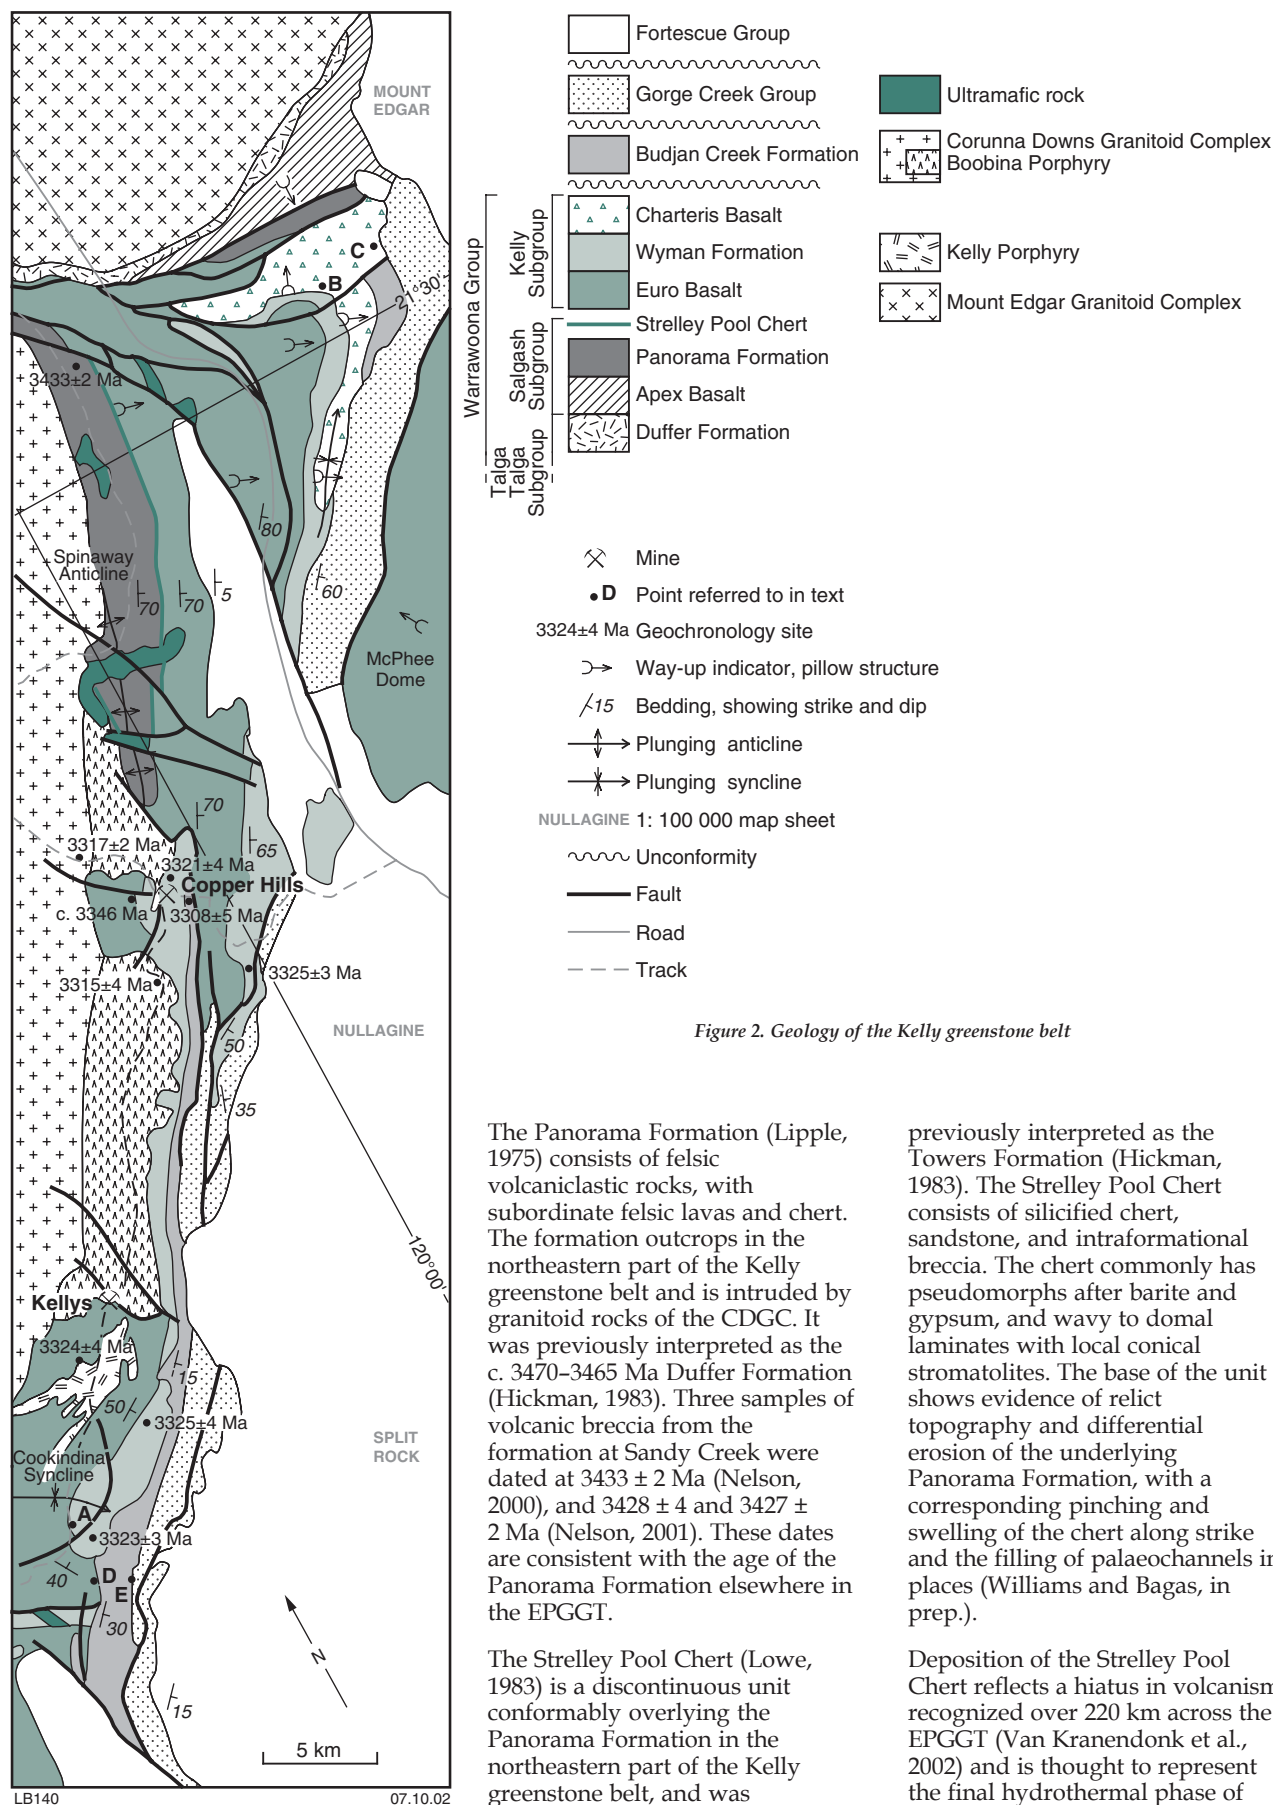 MOUNT
EDGAR
C
B
21°30'
3433±2 Ma
80
Spinaway
Anticline
70
70
5
60
McPhee
Dome
70
65
3317±2 Ma
3321±4 Ma
Copper Hills
c. 3346 Ma
3308±5 Ma
3325±3 Ma
3315±4 Ma
NULLAGINE
50
35
120°00'
Kellys
3324±4 Ma
15
50
3325±4 Ma
SPLIT
ROCK
Cookindina
Syncline
A
3323±3 Ma
40
D
E
30
N
15
5 km
LB140
07.10.02
Fortescue Group
Gorge Creek Group
Budjan Creek Formation
Warrawoona Group
Kelly
Subgroup
Charteris Basalt
Wyman Formation
Euro Basalt
Strelley Pool Chert
Salgash
Subgroup
Panorama Formation
Apex Basalt
Talga
Talga
Subgroup
Duffer Formation
Ultramafic rock
Corunna Downs Granitoid Complex
Boobina Porphyry
Kelly Porphyry
Mount Edgar Granitoid Complex
Mine
D Point referred to in text
3324±4 Ma Geochronology site
Way-up indicator, pillow structure
15 Bedding, showing strike and dip
Plunging anticline
Plunging syncline
NULLAGINE 1: 100 000 map sheet
Unconformity
Fault
Road
Track
Figure 2. Geology of the Kelly greenstone belt
The Panorama Formation (Lipple,
1975) consists of felsic
volcaniclastic rocks, with
subordinate felsic lavas and chert.
The formation outcrops in the
northeastern part of the Kelly
greenstone belt and is intruded by
granitoid rocks of the CDGC. It
was previously interpreted as the
c. 3470–3465 Ma Duffer Formation
(Hickman, 1983). Three samples of
volcanic breccia from the
formation at Sandy Creek were
dated at 3433 ± 2 Ma (Nelson,
2000), and 3428 ± 4 and 3427 ±
2 Ma (Nelson, 2001). These dates
are consistent with the age of the
Panorama Formation elsewhere in
the EPGGT.
The Strelley Pool Chert (Lowe,
1983) is a discontinuous unit
conformably overlying the
Panorama Formation in the
northeastern part of the Kelly
greenstone belt, and was
previously interpreted as the
Towers Formation (Hickman,
1983). The Strelley Pool Chert
consists of silicified chert,
sandstone, and intraformational
breccia. The chert commonly has
pseudomorphs after barite and
gypsum, and wavy to domal
laminates with local conical
stromatolites. The base of the unit
shows evidence of relict
topography and differential
erosion of the underlying
Panorama Formation, with a
corresponding pinching and
swelling of the chert along strike
and the filling of palaeochannels in
places (Williams and Bagas, in
prep.).
Deposition of the Strelley Pool
Chert reflects a hiatus in volcanism
recognized over 220 km across the
EPGGT (Van Kranendonk et al.,
2002) and is thought to represent
the final hydrothermal phase of